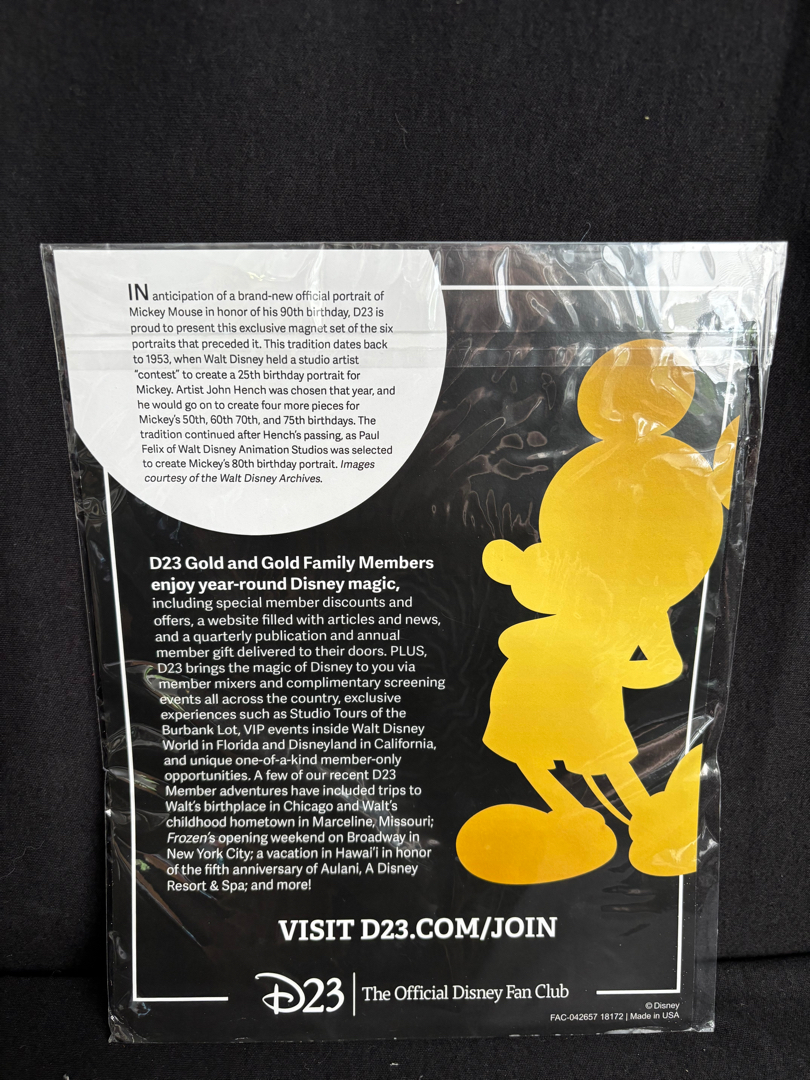 IN anticipation of a brand-new official portrait of
Mickey Mouse in honor of his 90th birthday, D23 is
proud to present this exclusive magnet set of the six
portraits that preceded it. This tradition dates back
to 1953, when Walt Disney held a studio artist
“contest” to create a 25th birthday portrait for
Mickey. Artist John Hench was chosen that year, and
he would go on to create four more pieces for
Mickey’s 50th, 60th 70th, and 75th birthdays. The
tradition continued after Hench’s passing, as Paul
Felix of Walt Disney Animation Studios was selected
to create Mickey’s 80th birthday portrait. Images
courtesy of the Walt Disney Archives.
D23 Gold and Gold Family Members
enjoy year-round Disney magic,
including special member discounts and
offers, a website filled with articles and news,
and a quarterly publication and annual
member gift delivered to their doors. PLUS,
D23 brings the magic of Disney to you via
member mixers and complimentary screening
events all across the country, exclusive
experiences such as Studio Tours of the
Burbank Lot, VIP events inside Walt Disney
World in Florida and Disneyland in California,
and unique one-of-a-kind member-only
opportunities. A few of our recent D23
Member adventures have included trips to
Walt’s birthplace in Chicago and Walt’s
childhood hometown in Marceline, Missouri;
Frozen’s opening weekend on Broadway in
New York City; a vacation in Hawai’i in honor
of the fifth anniversary of Aulani, A Disney
Resort & Spa; and more!
VISIT D23.COM/JOIN
D23 | The Official Disney Fan Club
© Disney
FAC-042657 18172 | Made in USA